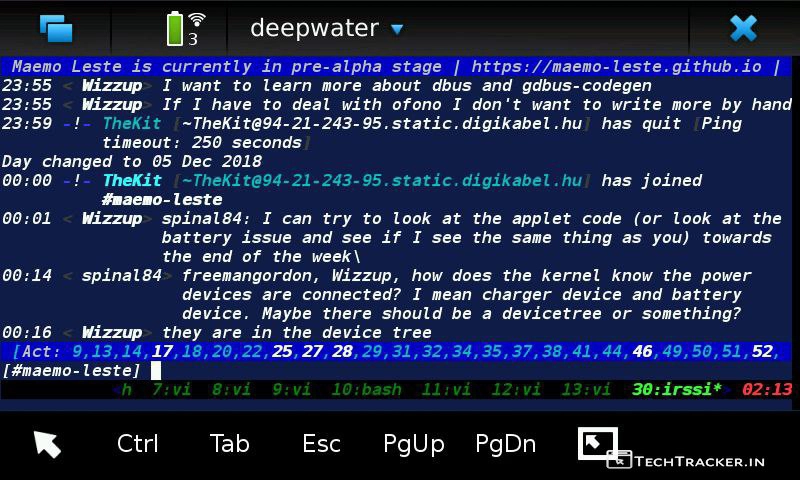 3
deepwater
Maemo Leste is currently in pre-alpha stage | https://maemo-leste.github.io |
23:55 < Wizzup> I want to learn more about dbus and gdbus-codegen
23:55 < Wizzup> If I have to deal with ofono I don't want to write more by hand
23:59 -!- TheKit [~TheKit@94-21-243-95.static.digikabel.hu] has quit [Ping
timeout: 250 seconds]
Day changed to 05 Dec 2018
00:00 -!- TheKit [~TheKit@94-21-243-95.static.digikabel.hu] has joined
#maemo-leste
00:01 < Wizzup> spinal84: I can try to look at the applet code (or look at the
battery issue and see if I see the same thing as you) towards
the end of the week\
00:14 < spinal84> freemangordon, Wizzup, how does the kernel know the power
devices are connected? I mean charger device and battery
device. Maybe there should be a devicetree or something?
00:16 < Wizzup> they are in the device tree
[Act: 9,13,14,17,18,20,22,25,27,28,29,31,32,34,35,37,38,41,44,46,49,50,51,52,
[#maemo-leste]
<h 7:vi 8:vi 9:vi 10:bash 11:vi 12:vi 13:vi 30:irssi*> 02:13
Ctrl Tab Esc PgUp PgDn
TECHTRACKER.IN